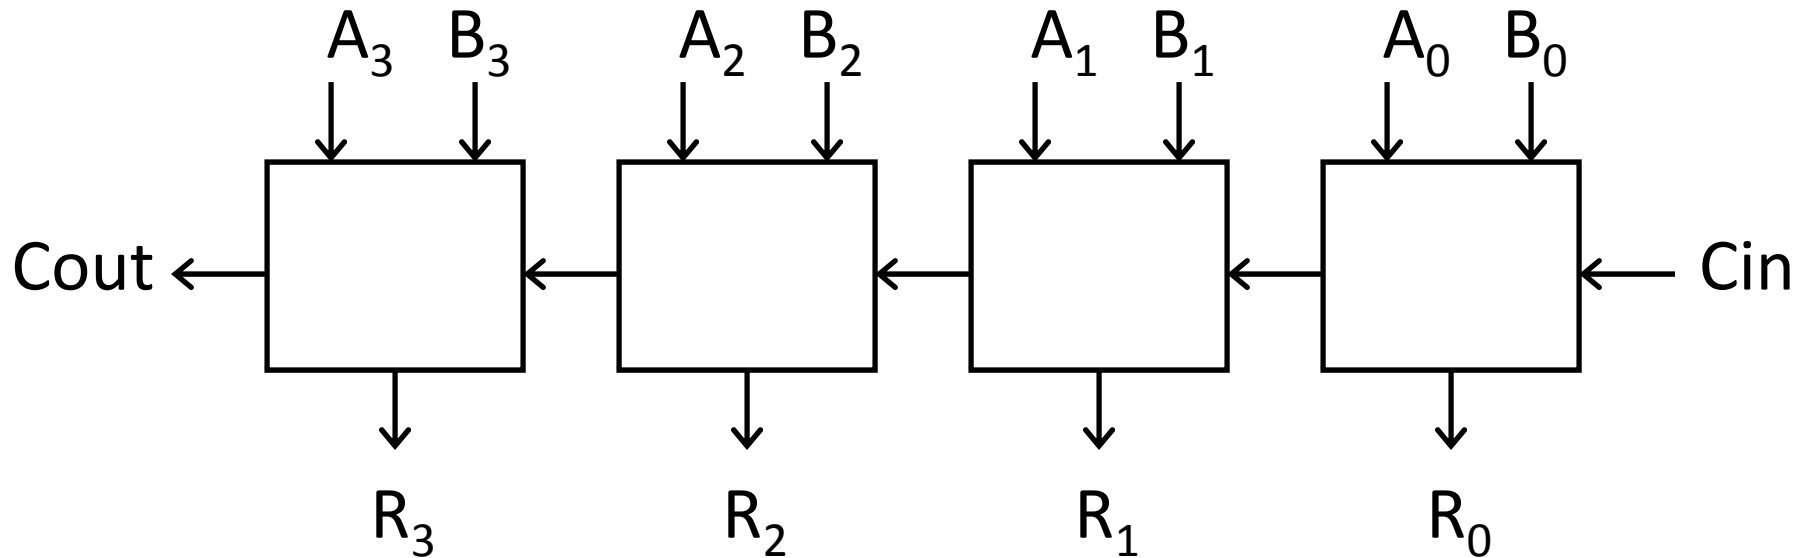 A₃ B₃ A₂ B₂ A₁ B₁ A₀ B₀
Cout Cin
R₃ R₂ R₁ R₀